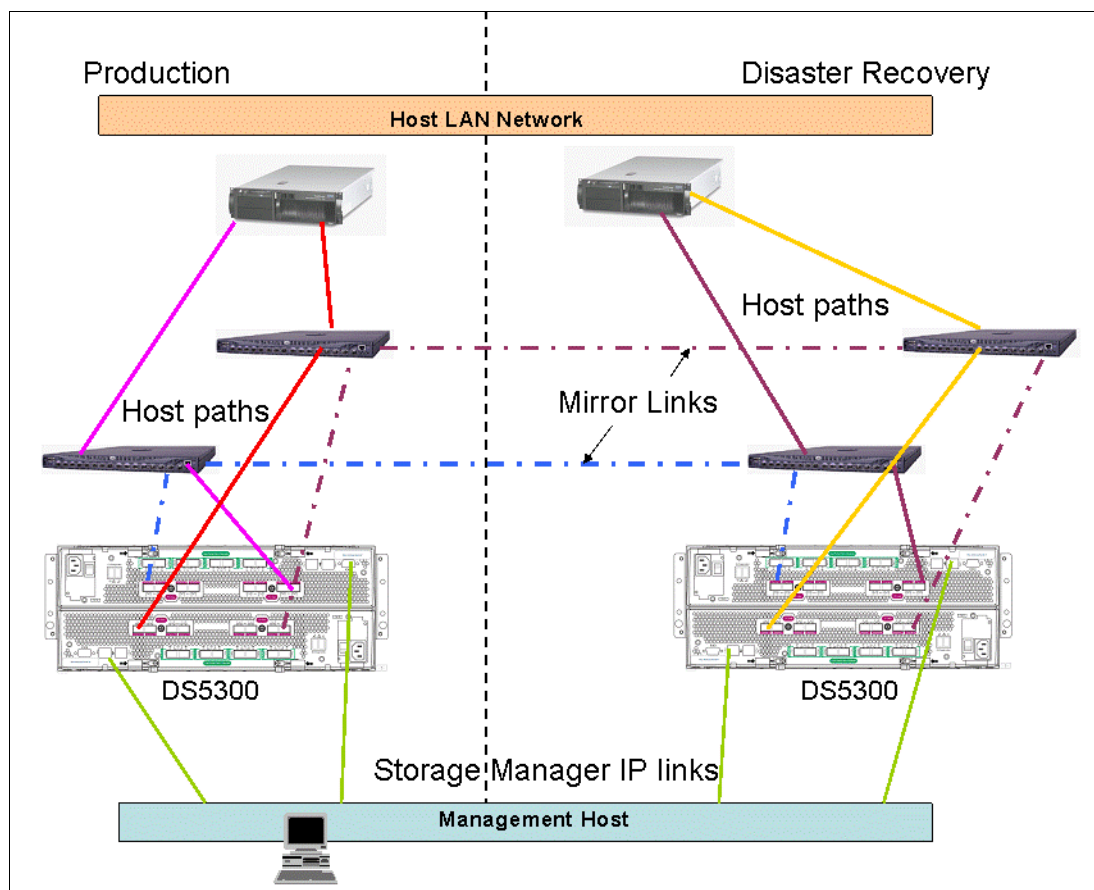 Production
Disaster Recovery
Host LAN Network
Host paths
Mirror Links
Host paths
DS5300
DS5300
Storage Manager IP links
Management Host